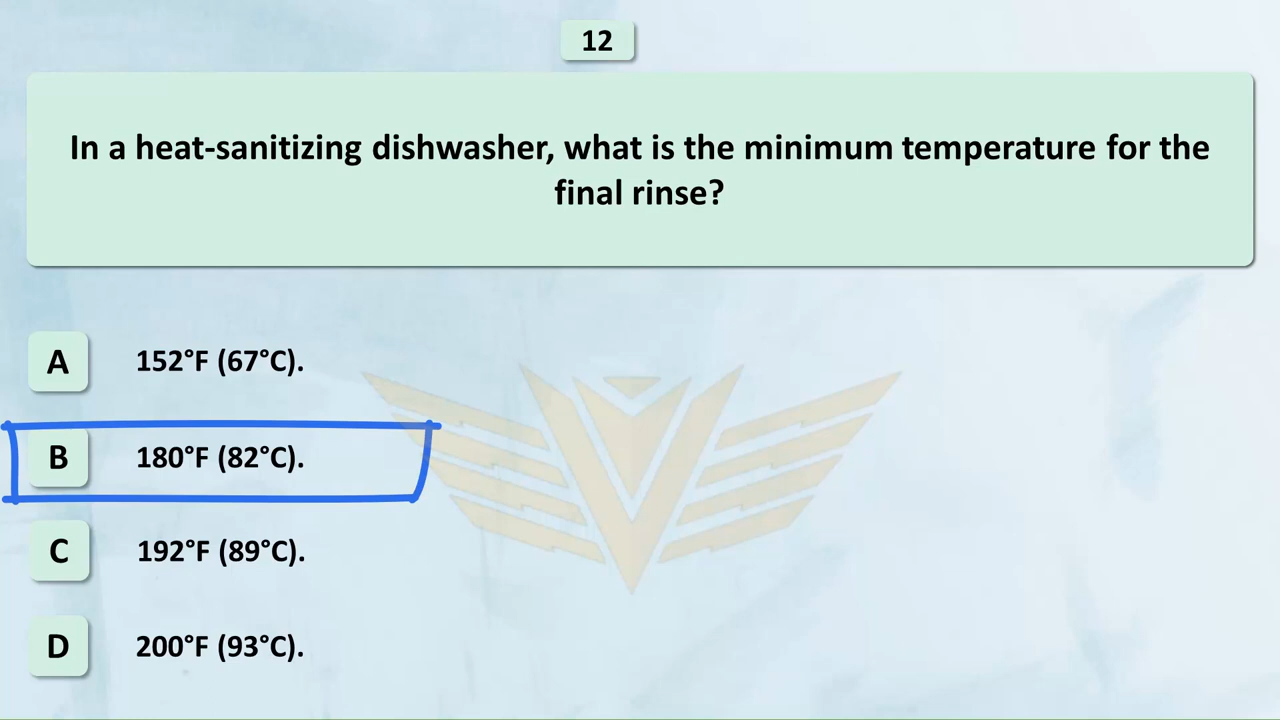 12
In a heat-sanitizing dishwasher, what is the minimum temperature for the
final rinse?
A 152°F (67°C).
B 180°F (82°C).
C 192°F (89°C).
D 200°F (93°C).